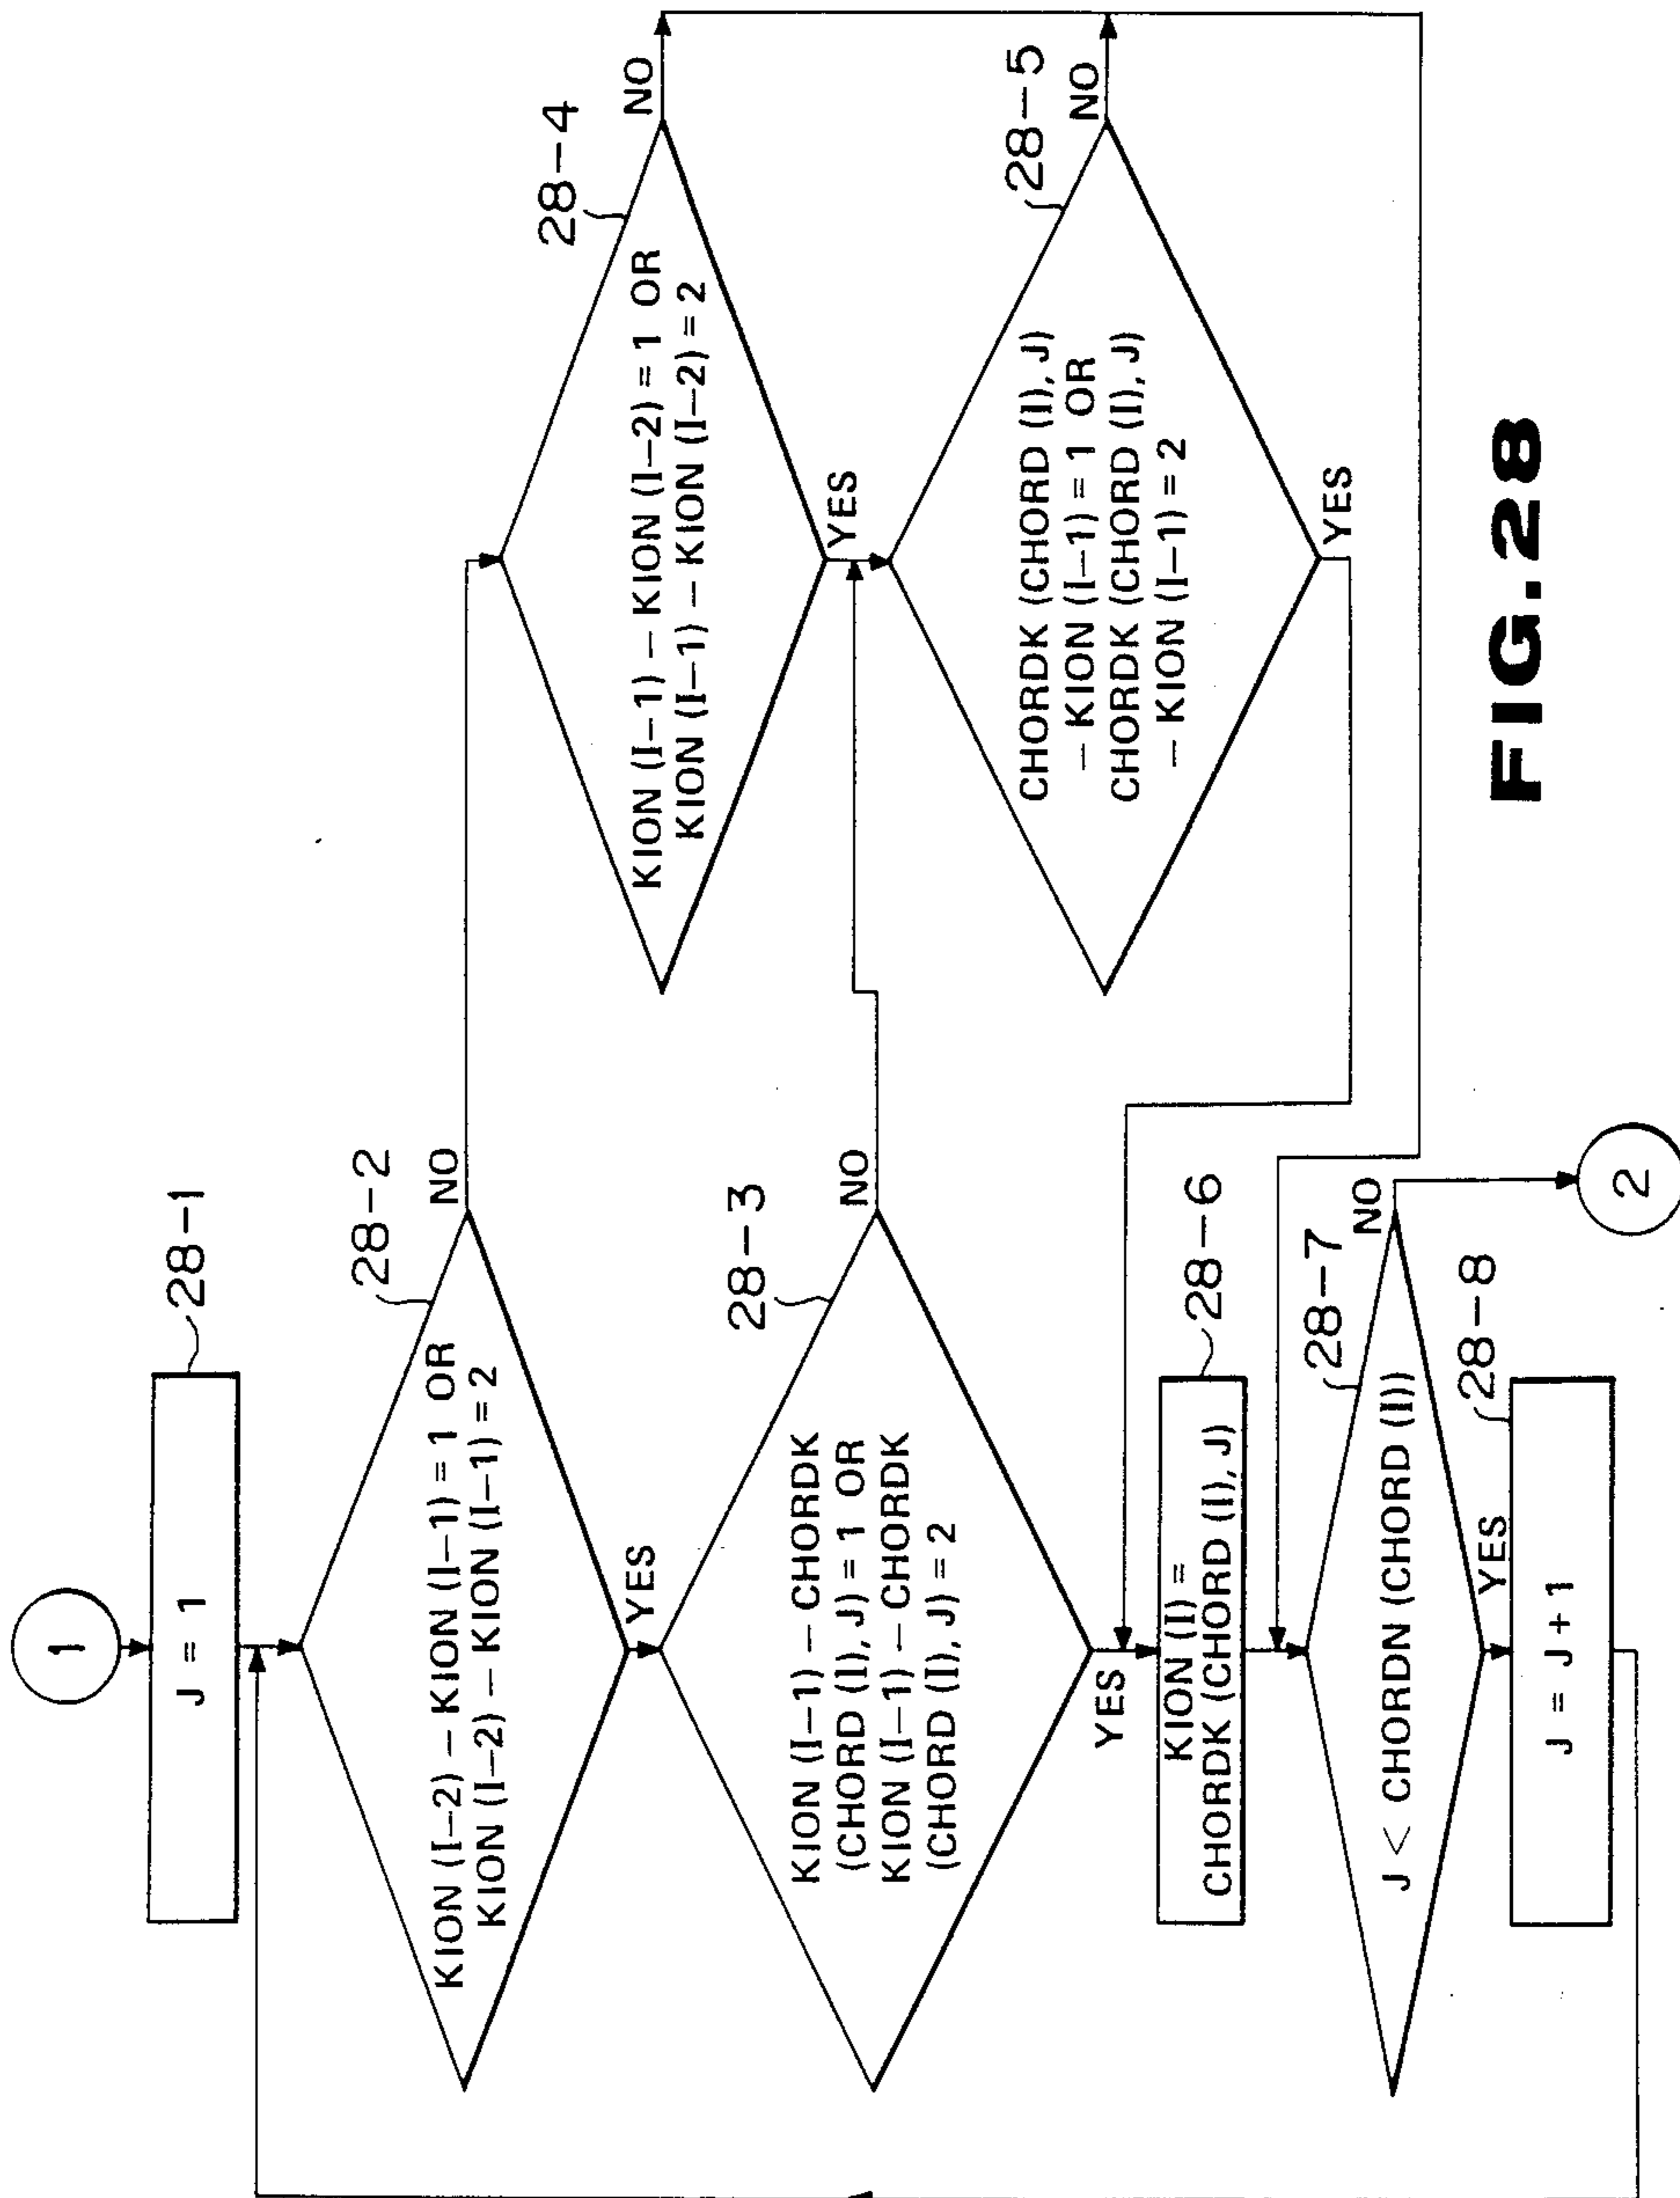 1
J = 1
28-1
KION (I-2) - KION (I-1) = 1 OR
KION (I-2) - KION (I-1) = 2
28-2
NO
YES
KION (I-1) - KION (I-2) = 1 OR
KION (I-1) - KION (I-2) = 2
28-4
NO
YES
KION (I-1) - CHORDK
(CHORD (I), J) = 1 OR
KION (I-1) - CHORDK
(CHORD (I), J) = 2
28-3
NO
YES
CHORDK (CHORD (I), J)
- KION (I-1) = 1 OR
CHORDK (CHORD (I), J)
- KION (I-1) = 2
28-5
NO
YES
KION (I) =
CHORDK (CHORD (I), J)
28-6
J < CHORDN (CHORD (I))
28-7
NO
YES
J = J + 1
28-8
2
FIG.28